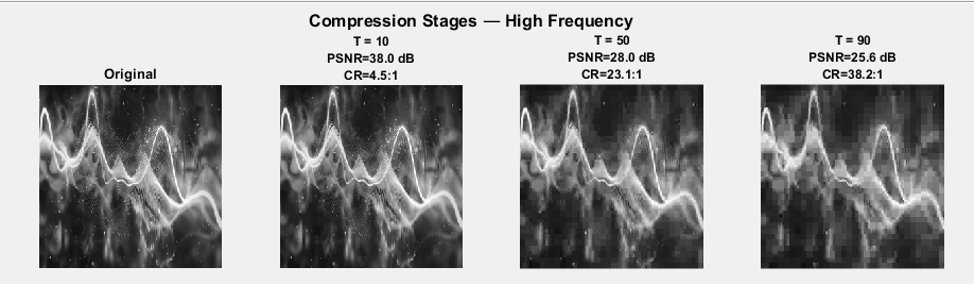 Compression Stages — High Frequency
Original
T = 10
PSNR=38.0 dB
CR=4.5:1
T = 50
PSNR=28.0 dB
CR=23.1:1
T = 90
PSNR=25.6 dB
CR=38.2:1